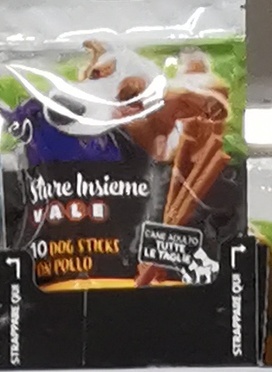 Stare Insieme
VALE
10 DOG STICKS
CON POLLO
CANE ADULTO
TUTTE
LE TAGLIE
STRAPPARE QUI
STRAPPARE QUI